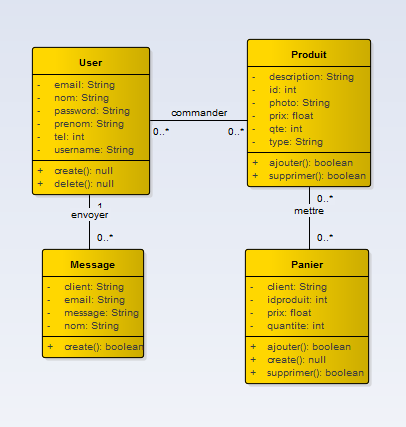 User
- email: String
- nom: String
- password: String
- prenom: String
- tel: int
- username: String
+ create(): null
+ delete(): null
commander
0..*
0..*
Produit
- description: String
- id: int
- photo: String
- prix: float
- qte: int
- type: String
+ ajouter(): boolean
+ supprimer(): boolean
1
envoyer
0..*
0..*
mettre
0..*
Message
- client: String
- email: String
- message: String
- nom: String
+ create(): boolean
Panier
- client: String
- idproduit: int
- prix: float
- quantite: int
+ ajouter(): boolean
+ create(): null
+ supprimer(): boolean